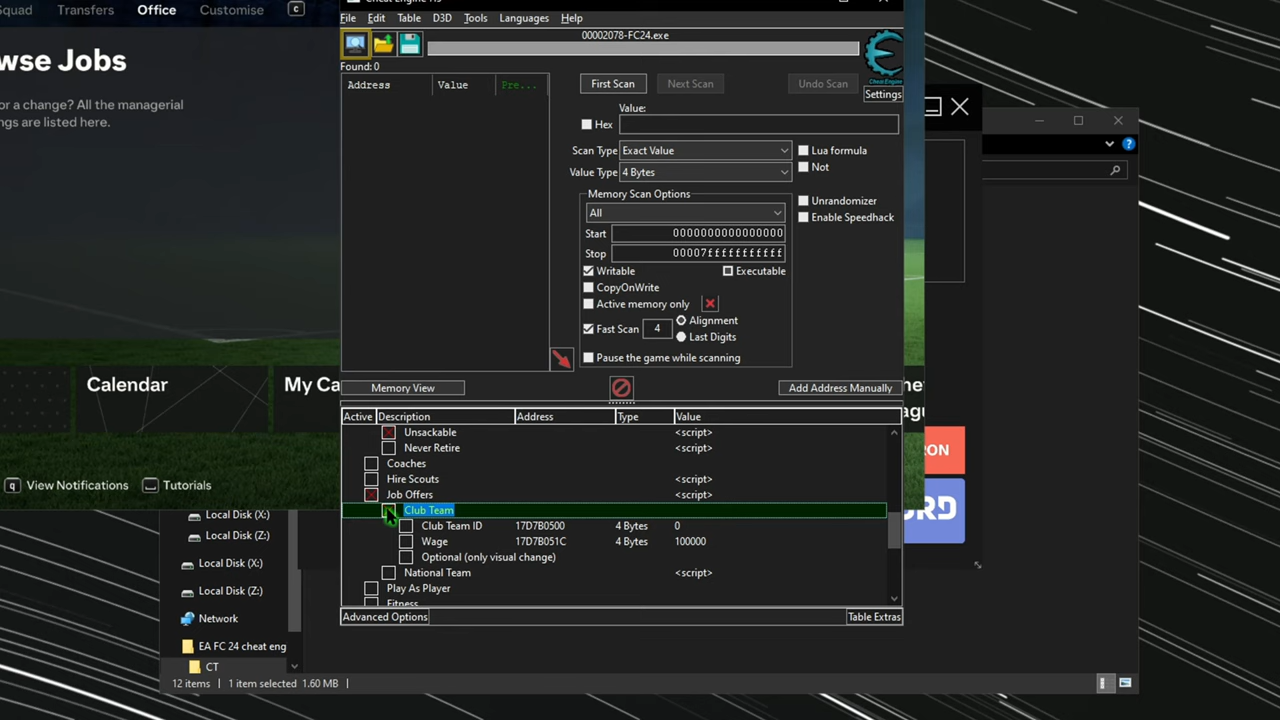 Squad Transfers Office Customise c
wse Jobs
or a change? All the managerial
ngs are listed here.
Calendar
My Ca
q View Notifications Tutorials
File Edit Table D3D Tools Languages Help
00002078-FC24.exe
Found: 0
Address Value Pre...
First Scan Next Scan Undo Scan
Settings
Value:
Hex
Scan Type Exact Value
Lua formula
Not
Value Type 4 Bytes
Memory Scan Options
All
Unrandomizer
Enable Speedhack
Start 0000000000000000
Stop 00007fffffffffff
Writable Executable
CopyOnWrite
Active memory only
Fast Scan 4 Alignment
Last Digits
Pause the game while scanning
Memory View
Add Address Manually
Active Description Address Type Value
Unsackable <script>
Never Retire <script>
Coaches
Hire Scouts <script>
Job Offers <script>
Club Team
Club Team ID 17D7B0500 4 Bytes 0
Wage 17D7B051C 4 Bytes 100000
Optional (only visual change)
National Team <script>
Play As Player
Fitness
Advanced Options Table Extras
RON
ORD
Local Disk (X:)
Local Disk (Z:)
Local Disk (X:)
Local Disk (Z:)
Network
EA FC 24 cheat eng
CT
12 items 1 item selected 1.60 MB